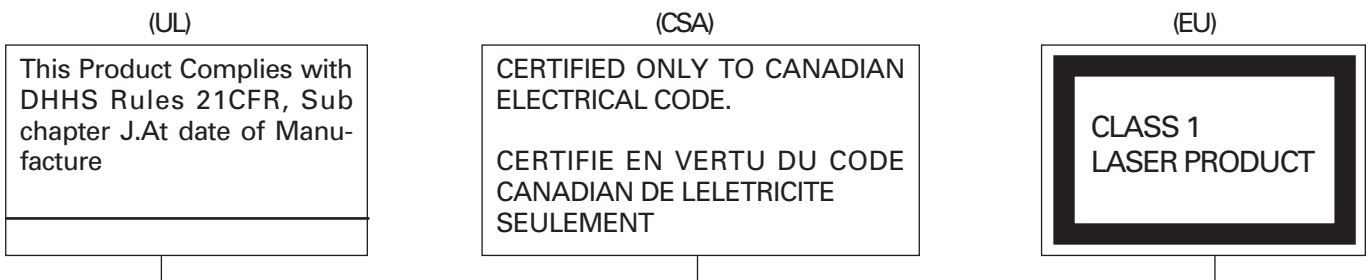 (UL)
This Product Complies with
DHHS Rules 21CFR, Sub
chapter J.At date of Manu-
facture
(CSA)
CERTIFIED ONLY TO CANADIAN
ELECTRICAL CODE.
CERTIFIE EN VERTU DU CODE
CANADIAN DE LELETRICITE
SEULEMENT
(EU)
CLASS 1
LASER PRODUCT